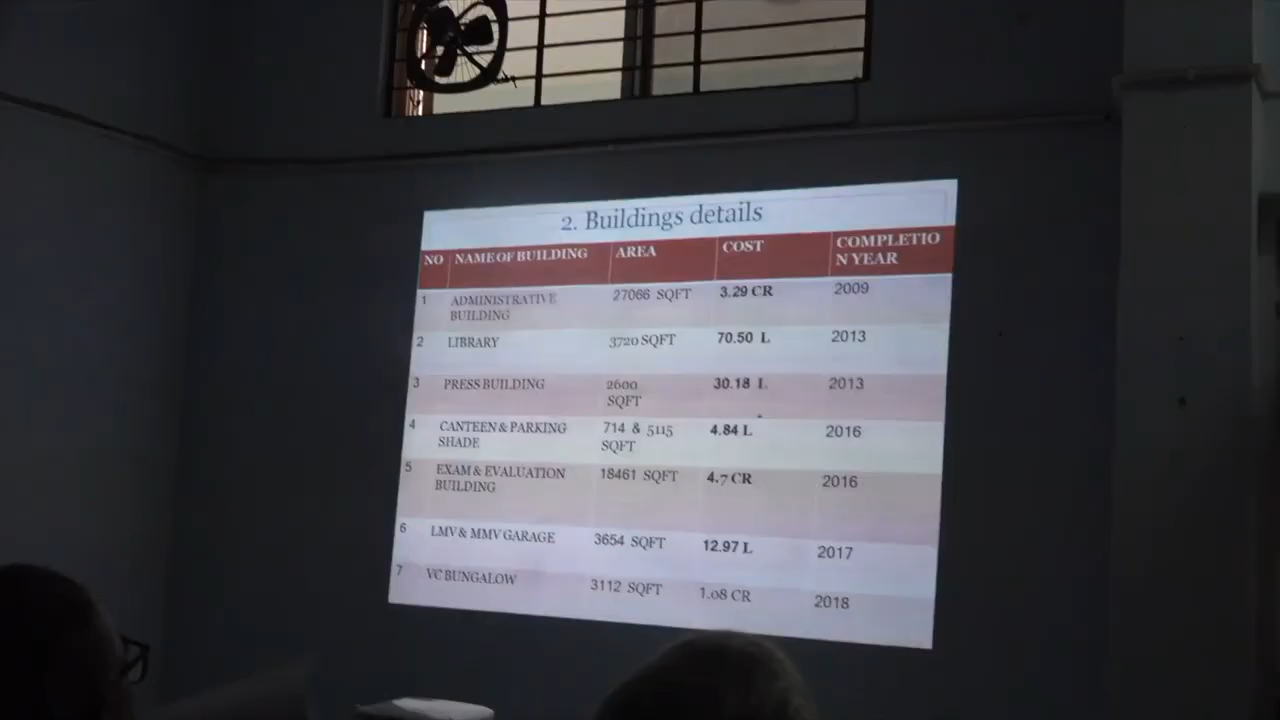 2. Buildings details
NO NAME OF BUILDING AREA COST COMPLETIO
N YEAR
1 ADMINISTRATIVE 27066 SQFT 3.29 CR 2009
BUILDING
2 LIBRARY 3720 SQFT 70.50 L 2013
3 PRESS BUILDING 2600 30.18 L 2013
SQFT
4 CANTEEN & PARKING 714 & 5115 4.84 L 2016
SHADE SQFT
5 EXAM & EVALUATION 18461 SQFT 4.7 CR 2016
BUILDING
6 LMV & MMV GARAGE 3654 SQFT 12.97 L 2017
7 VC BUNGALOW 3112 SQFT 1.08 CR 2018